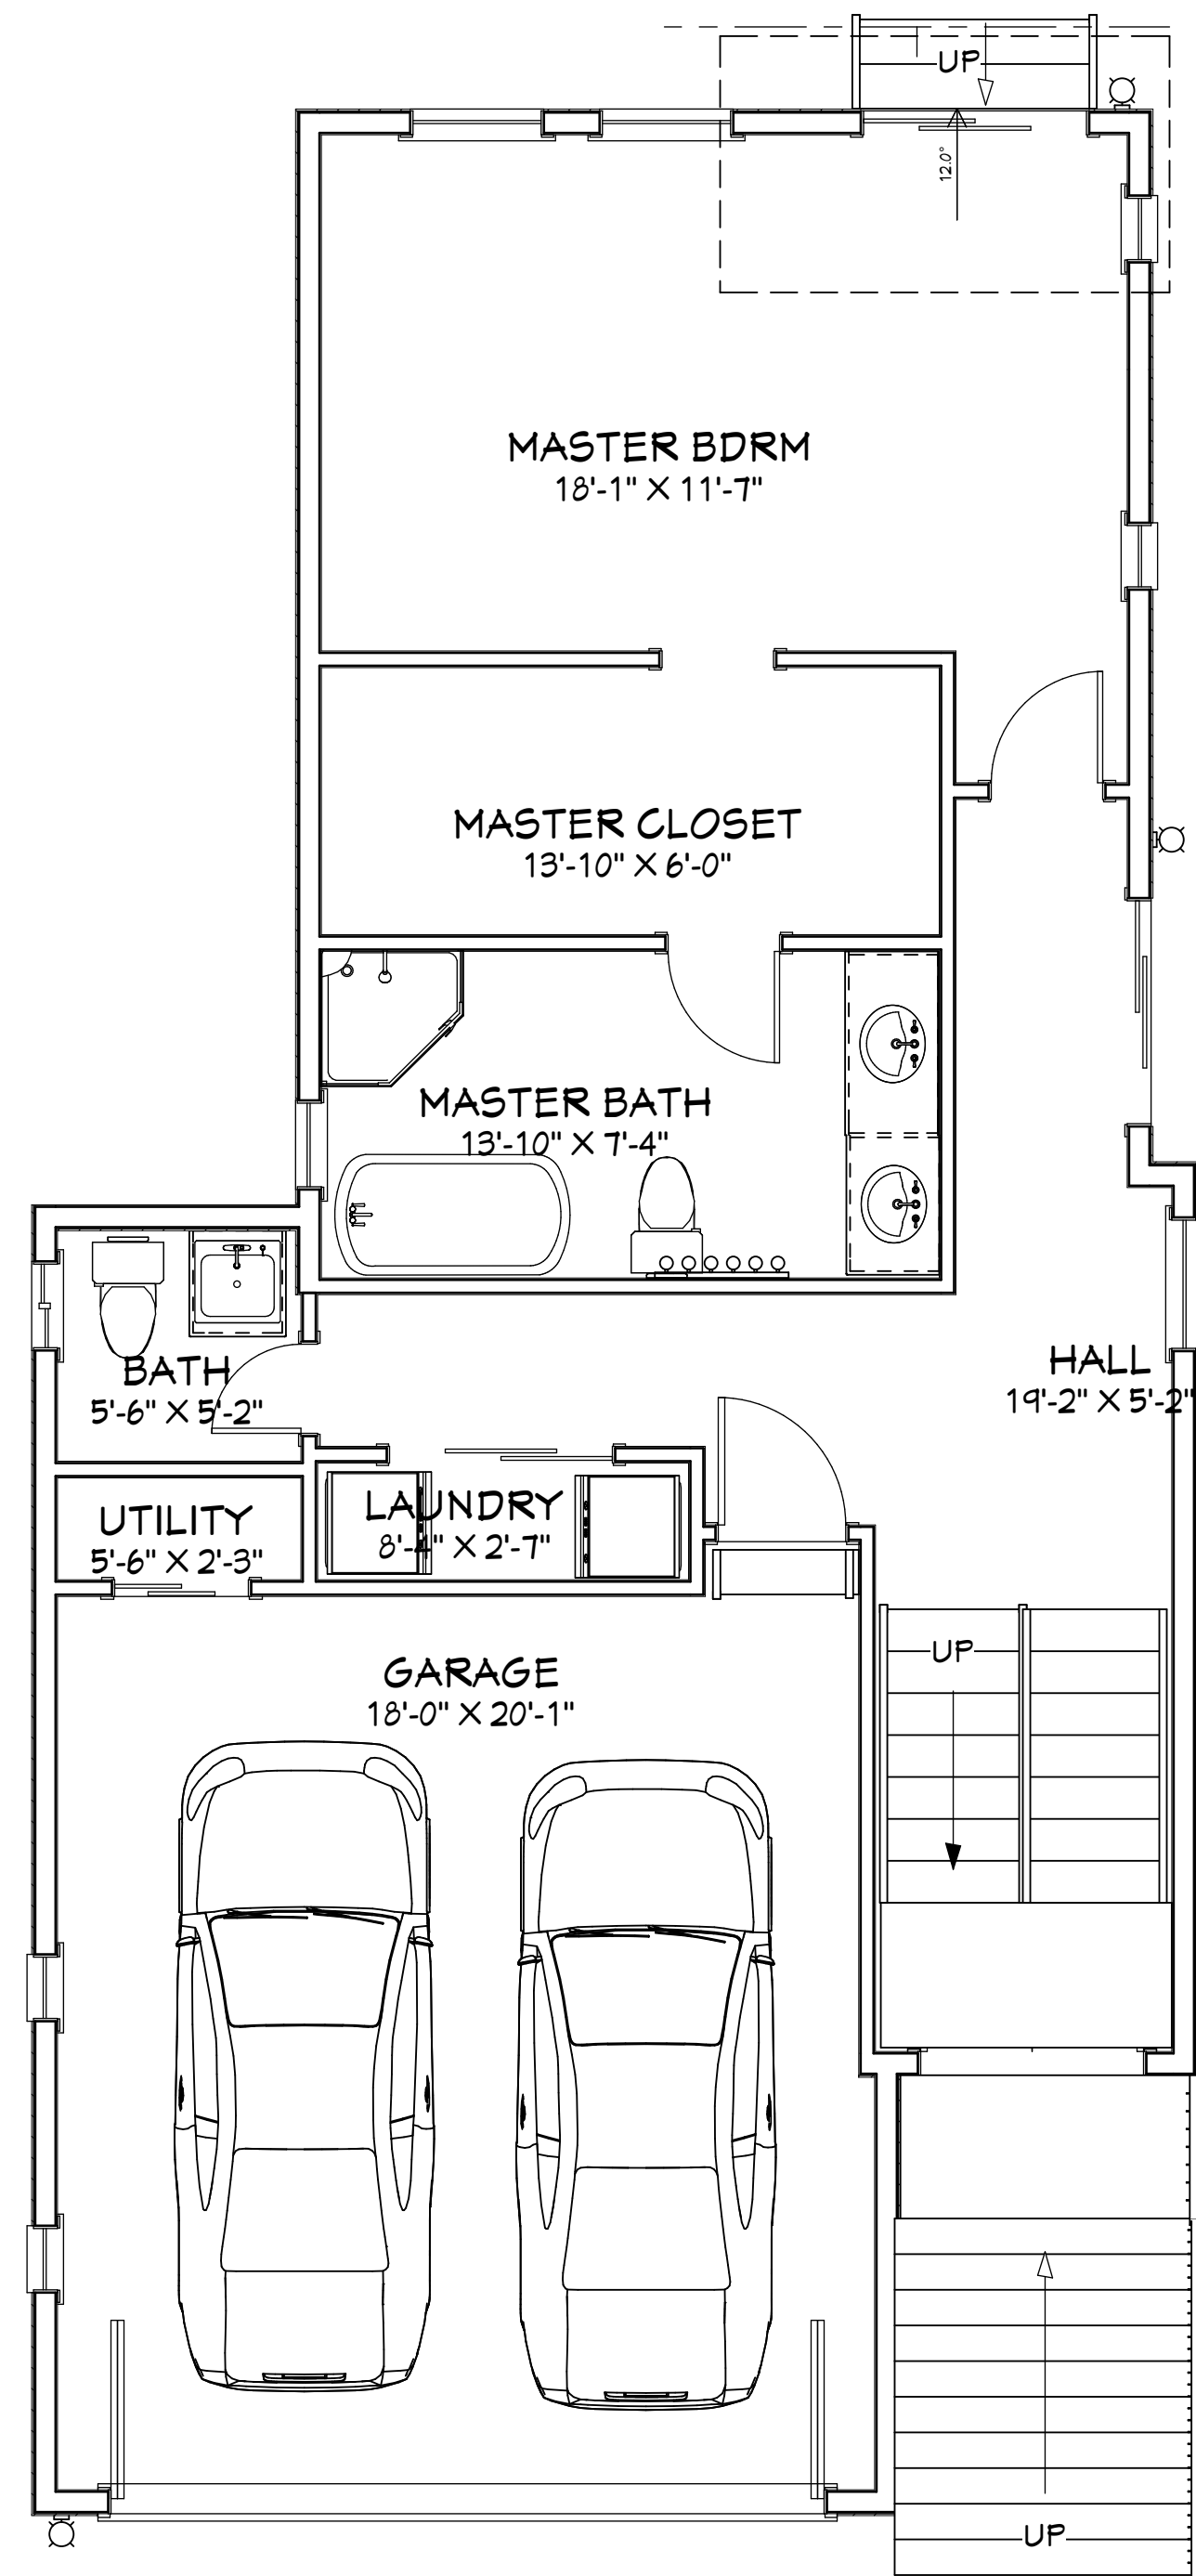 UP
12.0"
MASTER BDRM
18'-1" X 11'-7"
MASTER CLOSET
13'-10" X 6'-0"
MASTER BATH
13'-10" X 7'-4"
BATH
5'-6" X 5'-2"
HALL
19'-2" X 5'-2"
UTILITY
5'-6" X 2'-3"
LAUNDRY
8'-4" X 2'-7"
UP
GARAGE
18'-0" X 20'-1"
UP